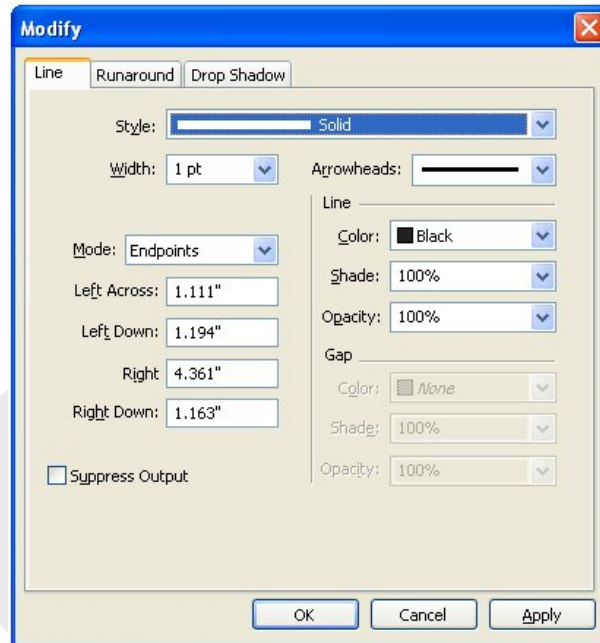 Modify
Line Runaround Drop Shadow
Style: Solid
Width: 1 pt Arrowheads:
Line
Mode: Endpoints Color: Black
Left Across: 1.111" Shade: 100%
Left Down: 1.194" Opacity: 100%
Gap
Right 4.361" Color: None
Right Down: 1.163" Shade: 100%
Suppress Output Opacity: 100%
OK Cancel Apply